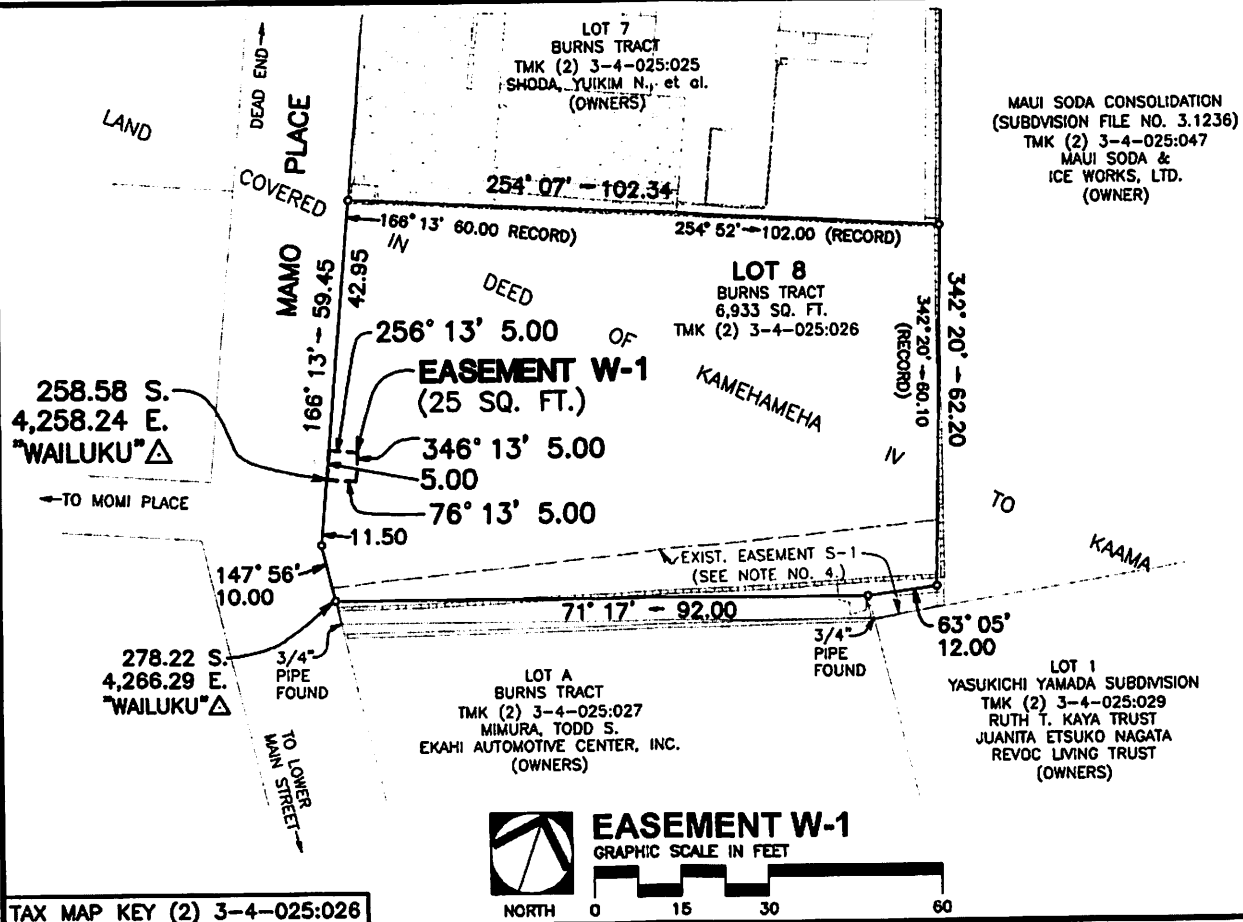 LOT 7
BURNS TRACT
TMK (2) 3-4-025:025
SHODA, YUIKIM N., et al.
(OWNERS)
MAUI SODA CONSOLIDATION
(SUBDVISION FILE NO. 3.1236)
TMK (2) 3-4-025:047
MAUI SODA &
ICE WORKS, LTD.
(OWNER)
DEAD END→
MAMO PLACE
LAND
COVERED
IN
DEED
OF
KAMEHAMEHA
IV
TO
KAAMA
254° 07' - 102.34
166° 13' 60.00 RECORD)
254° 52' 102.00 (RECORD)
LOT 8
BURNS TRACT
6,933 SQ. FT.
TMK (2) 3-4-025:026
166° 13' - 59.45
42.95
342° 20' - 62.20
342° 20' - 60.10
(RECORD)
256° 13' 5.00
EASEMENT W-1
(25 SQ. FT.)
346° 13' 5.00
5.00
76° 13' 5.00
258.58 S.
4,258.24 E.
"WAILUKU"△
←TO MOMI PLACE
11.50
147° 56'
10.00
EXIST. EASEMENT S-1
(SEE NOTE NO. 4.)
71° 17' - 92.00
63° 05'
12.00
278.22 S.
4,266.29 E.
"WAILUKU"△
3/4"
PIPE
FOUND
3/4"
PIPE
FOUND
TO LOWER
MAIN STREET→
LOT A
BURNS TRACT
TMK (2) 3-4-025:027
MIMURA, TODD S.
EKAHI AUTOMOTIVE CENTER, INC.
(OWNERS)
LOT 1
YASUKICHI YAMADA SUBDIVISION
TMK (2) 3-4-025:029
RUTH T. KAYA TRUST
JUANITA ETSUKO NAGATA
REVOC LIVING TRUST
(OWNERS)
EASEMENT W-1
GRAPHIC SCALE IN FEET
NORTH
0 15 30 60
TAX MAP KEY (2) 3-4-025:026